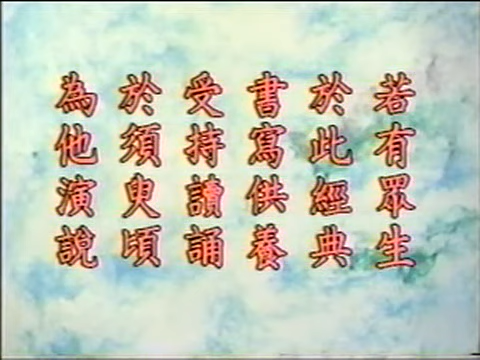 若有眾生
於此經典
書寫供養
受持讀誦
於須臾頃
為他演說